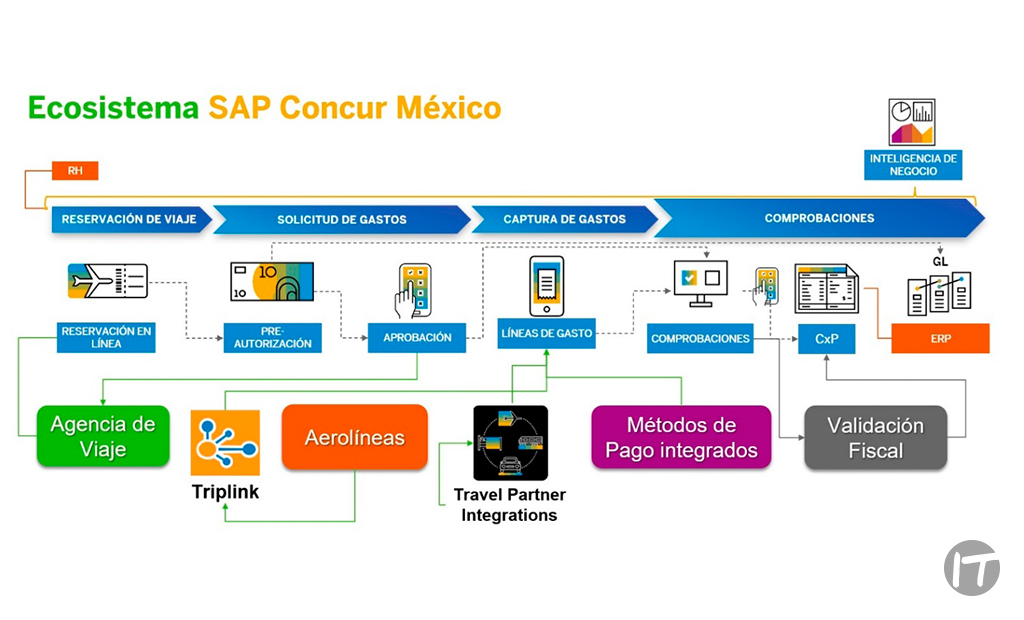 Ecosistema SAP Concur México
RH
INTELIGENCIA DE
NEGOCIO
RESERVACIÓN DE VIAJE
SOLICITUD DE GASTOS
CAPTURA DE GASTOS
COMPROBACIONES
GL
10
10
RESERVACIÓN EN
LÍNEA
PRE-
AUTORIZACIÓN
APROBACIÓN
LÍNEAS DE GASTO
COMPROBACIONES
CxP
ERP
Agencia de
Viaje
Triplink
Aerolíneas
Travel Partner
Integrations
Métodos de
Pago integrados
Validación
Fiscal
IT